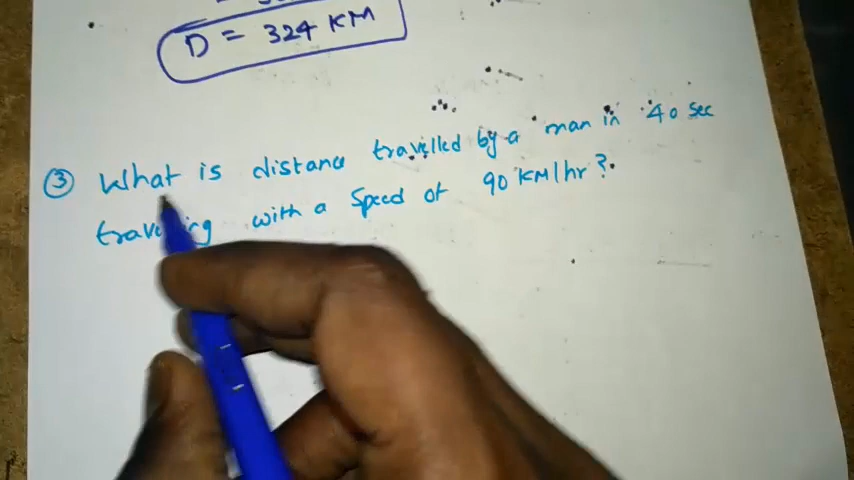 D = 324 KM
③ What is distance travelled by a man in 40 sec
with a Speed of 90 KM/hr?